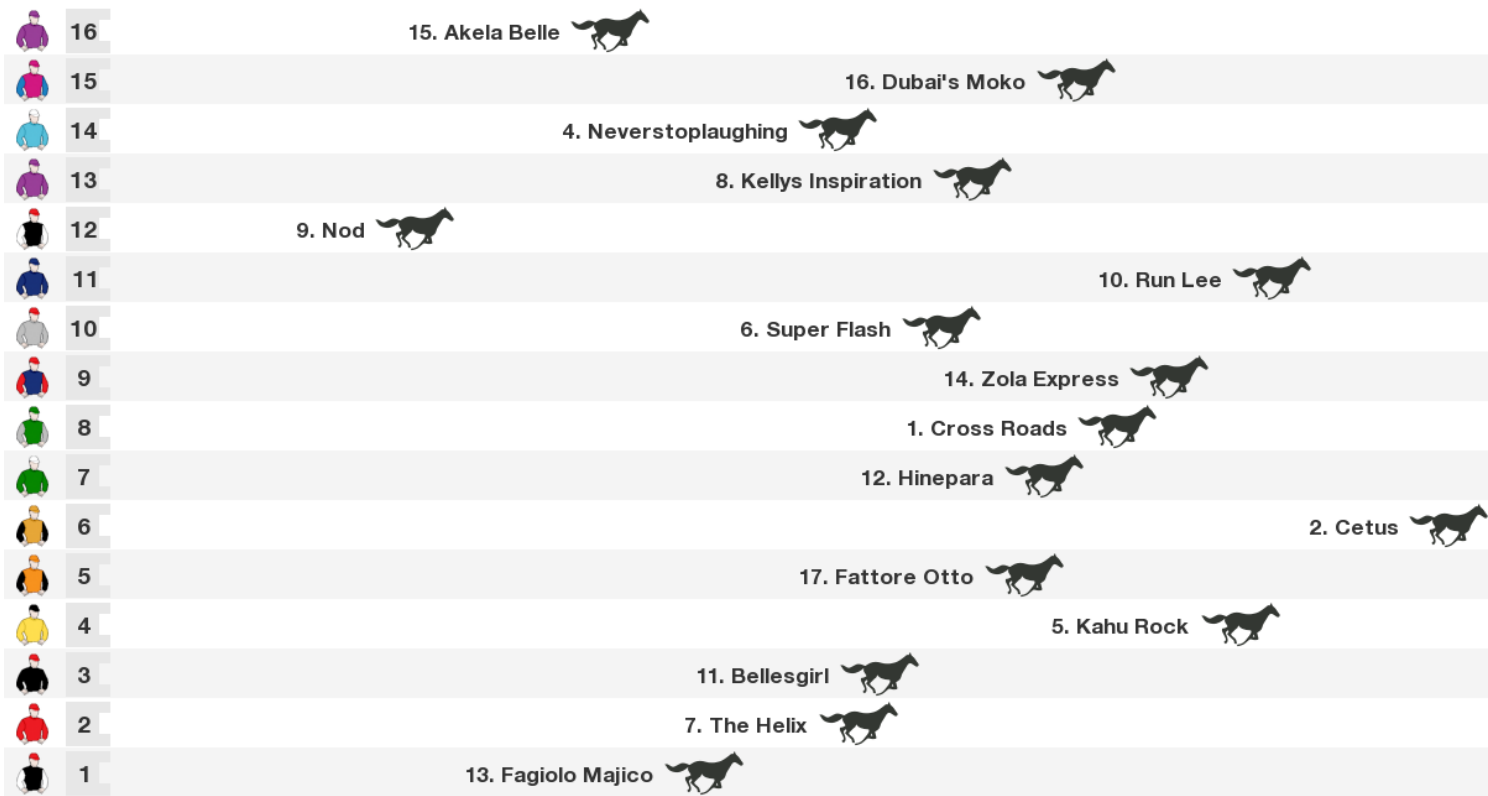 16 15. Akela Belle
15 16. Dubai's Moko
14 4. Neverstoplaughing
13 8. Kellys Inspiration
12 9. Nod
11 10. Run Lee
10 6. Super Flash
9 14. Zola Express
8 1. Cross Roads
7 12. Hinepara
6 2. Cetus
5 17. Fattore Otto
4 5. Kahu Rock
3 11. Bellesgirl
2 7. The Helix
1 13. Fagiolo Majico